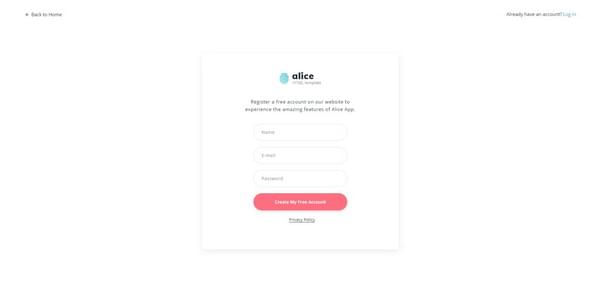 Back to Home
Already have an account? Log In
alice
HTML template
Register a free account on our website to
experience the amazing features of Alice App.
Name
E-mail
Password
Create My Free Account
Privacy Policy